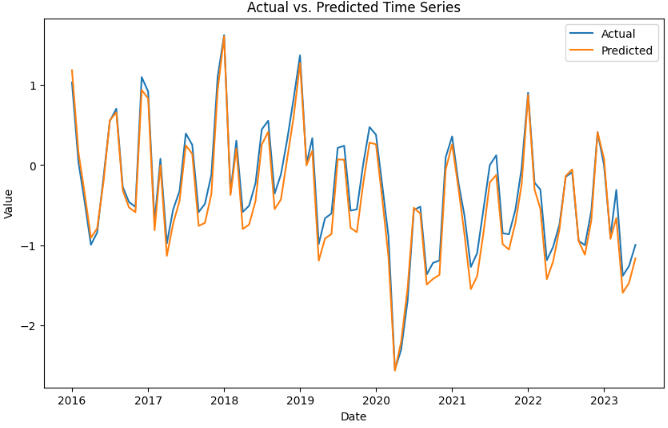 Actual vs. Predicted Time Series
Actual
Predicted
1
0
−1
−2
Value
2016 2017 2018 2019 2020 2021 2022 2023
Date